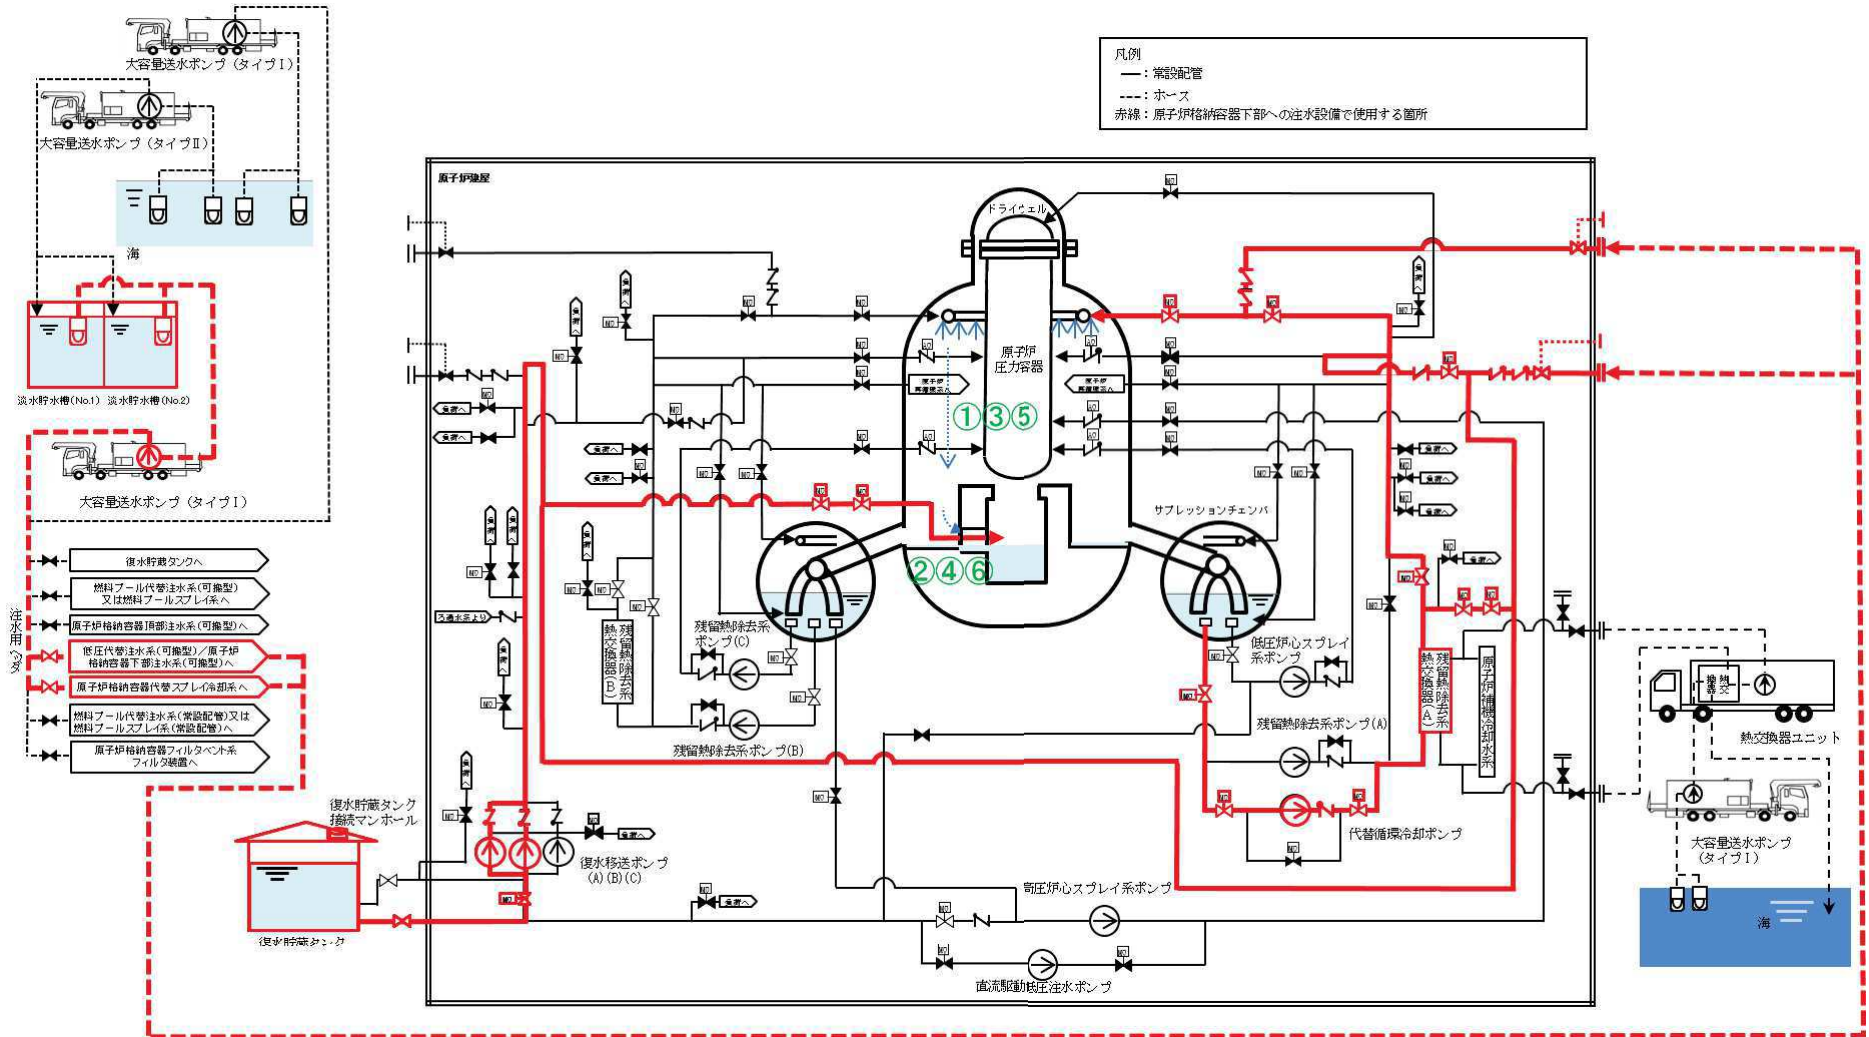 大容量送水ポンプ(タイプⅠ)
大容量送水ポンプ(タイプⅡ)
海
淡水貯水槽(No.1)
淡水貯水槽(No.2)
大容量送水ポンプ(タイプⅠ)
注水用
復水貯蔵タンクへ
燃料プール代替注水系(可搬型)
又は燃料プールスプレイ系へ
原子炉格納容器頂部注水系(可搬型)へ
低圧代替注水系(可搬型)/原子炉
格納容器下部注水系(可搬型)へ
原子炉格納容器代替スプレイ冷却系へ
燃料プール代替注水系(常設配管)又は
燃料プールスプレイ系(常設配管)へ
原子炉格納容器フィルタベント系
フィルタ装置へ
復水貯蔵タンク
接続マンホール
復水貯蔵タンク
凡例
―:常設配管
---:ホース
赤線:原子炉格納容器下部への注水設備で使用する箇所
原子炉建屋
ドライウェル
原子炉
圧力容器
①③⑤
②④⑥
サプレッションチェンバ
ろ過水系より
残留熱除去系
熱交換器(B)
残留熱除去系
ポンプ(C)
残留熱除去系ポンプ(B)
低圧炉心スプレイ
系ポンプ
残留熱除去系ポンプ(A)
残留熱除去系
熱交換器(A)
原子炉補機冷却水系
代替循環冷却ポンプ
復水移送ポンプ
(A)(B)(C)
高圧炉心スプレイ系ポンプ
直流駆動低圧注水ポンプ
熱交換器ユニット
大容量送水ポンプ
(タイプⅠ)
海